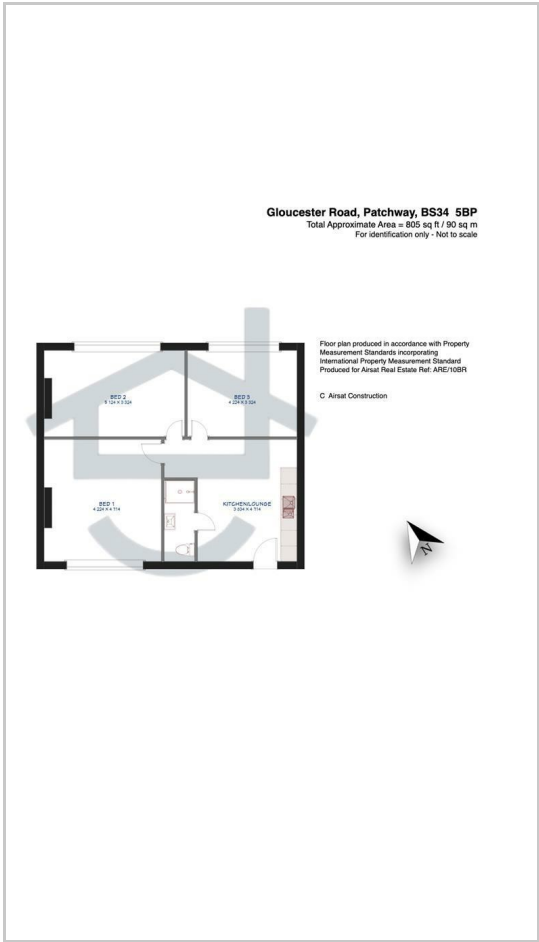 Gloucester Road, Patchway, BS34 5BP
Total Approximate Area = 805 sq ft / 90 sq m
For identification only - Not to scale
Floor plan produced in accordance with Property
Measurement Standards incorporating
International Property Measurement Standard
Produced for Airsat Real Estate Ref: ARE/10BR
C Airsat Construction
BED 2
BED 3
BED 1
KITCHEN/LOUNGE
N